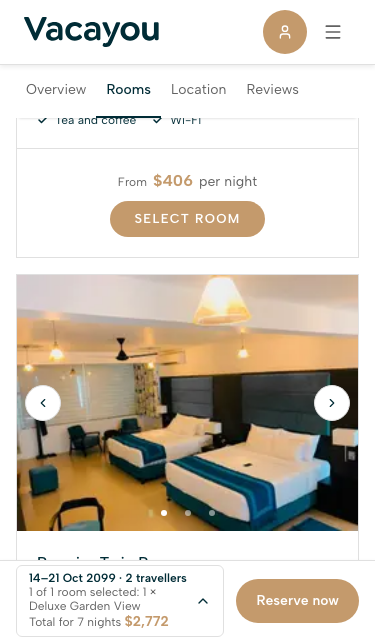 Vacayou
Overview Rooms Location Reviews
Tea and coffee Wi-Fi
From $406 per night
SELECT ROOM
14–21 Oct 2099 · 2 travellers
1 of 1 room selected: 1 ×
Deluxe Garden View
Total for 7 nights $2,772
Reserve now